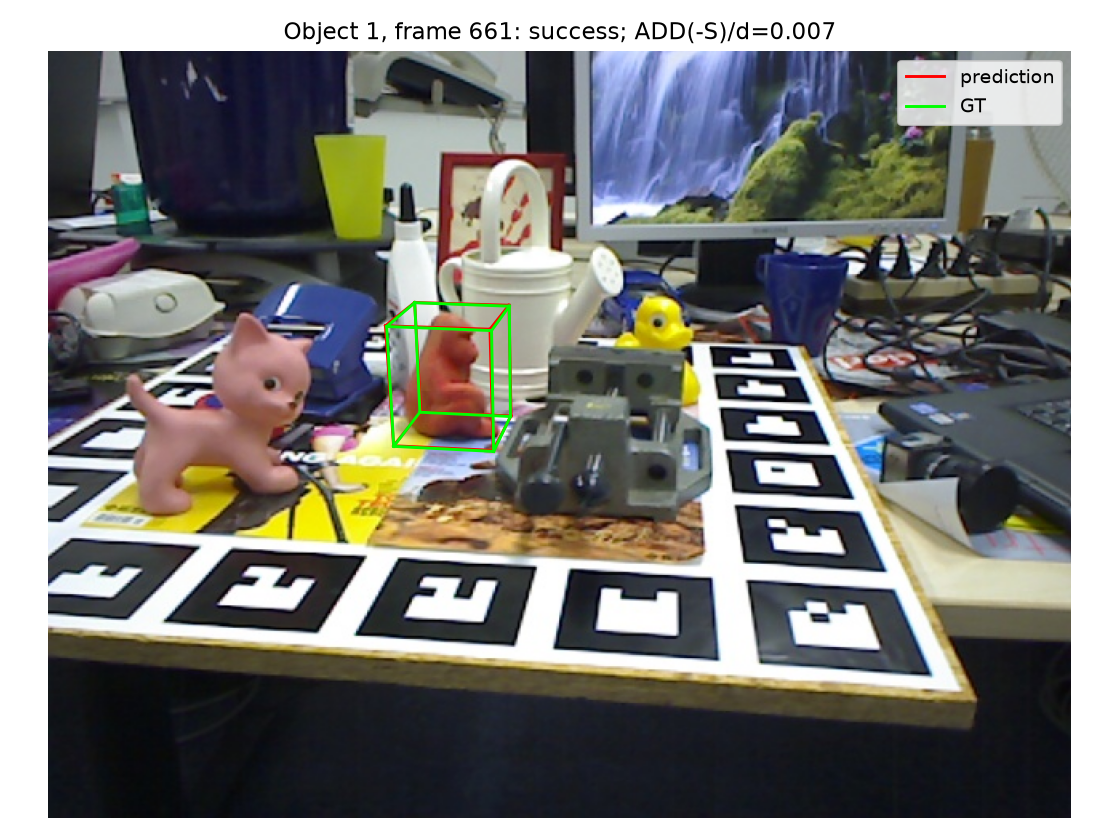 Object 1, frame 661: success; ADD(-S)/d=0.007
prediction
GT